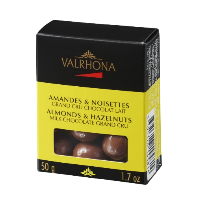 VALRHONA
AMANDES & NOISETTES
GRAND CRU CHOCOLAT LAIT
ALMONDS & HAZELNUTS
MILK CHOCOLATE GRAND CRU
50 g
1.7 oz